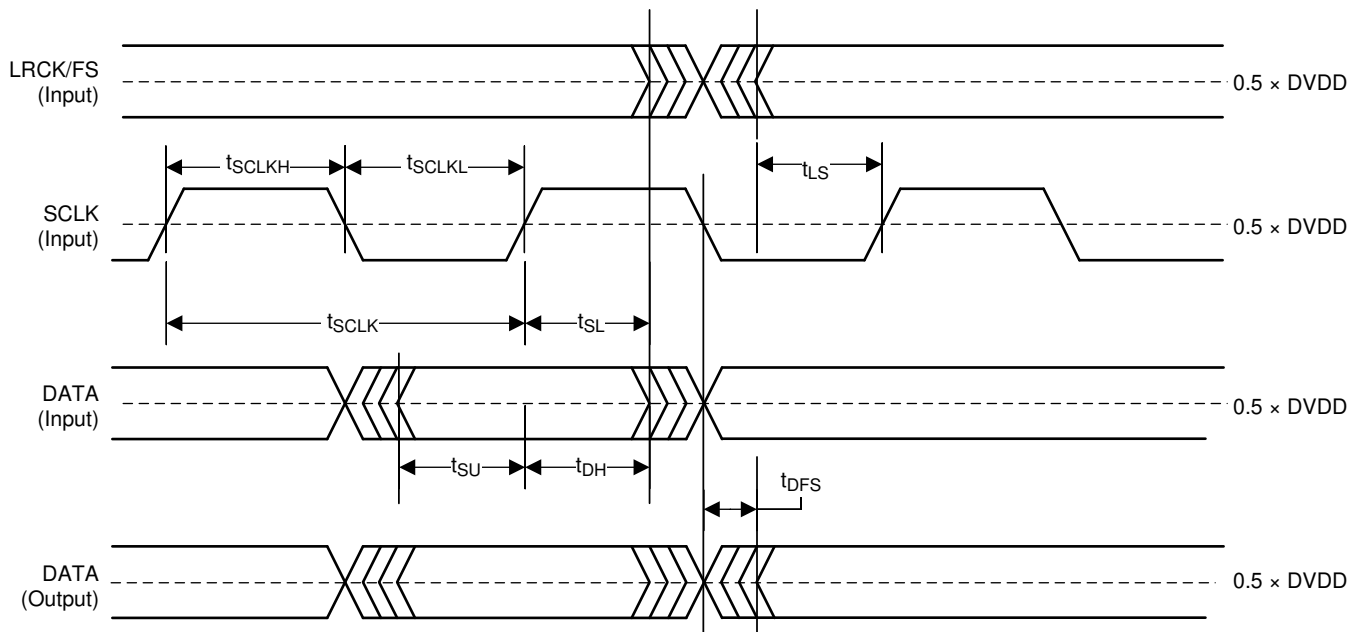 LRCK/FS
(Input)
0.5 × DVDD
tSCLKH
tSCLKL
tLS
SCLK
(Input)
0.5 × DVDD
tSCLK
tSL
DATA
(Input)
0.5 × DVDD
tSU
tDH
tDFS
DATA
(Output)
0.5 × DVDD